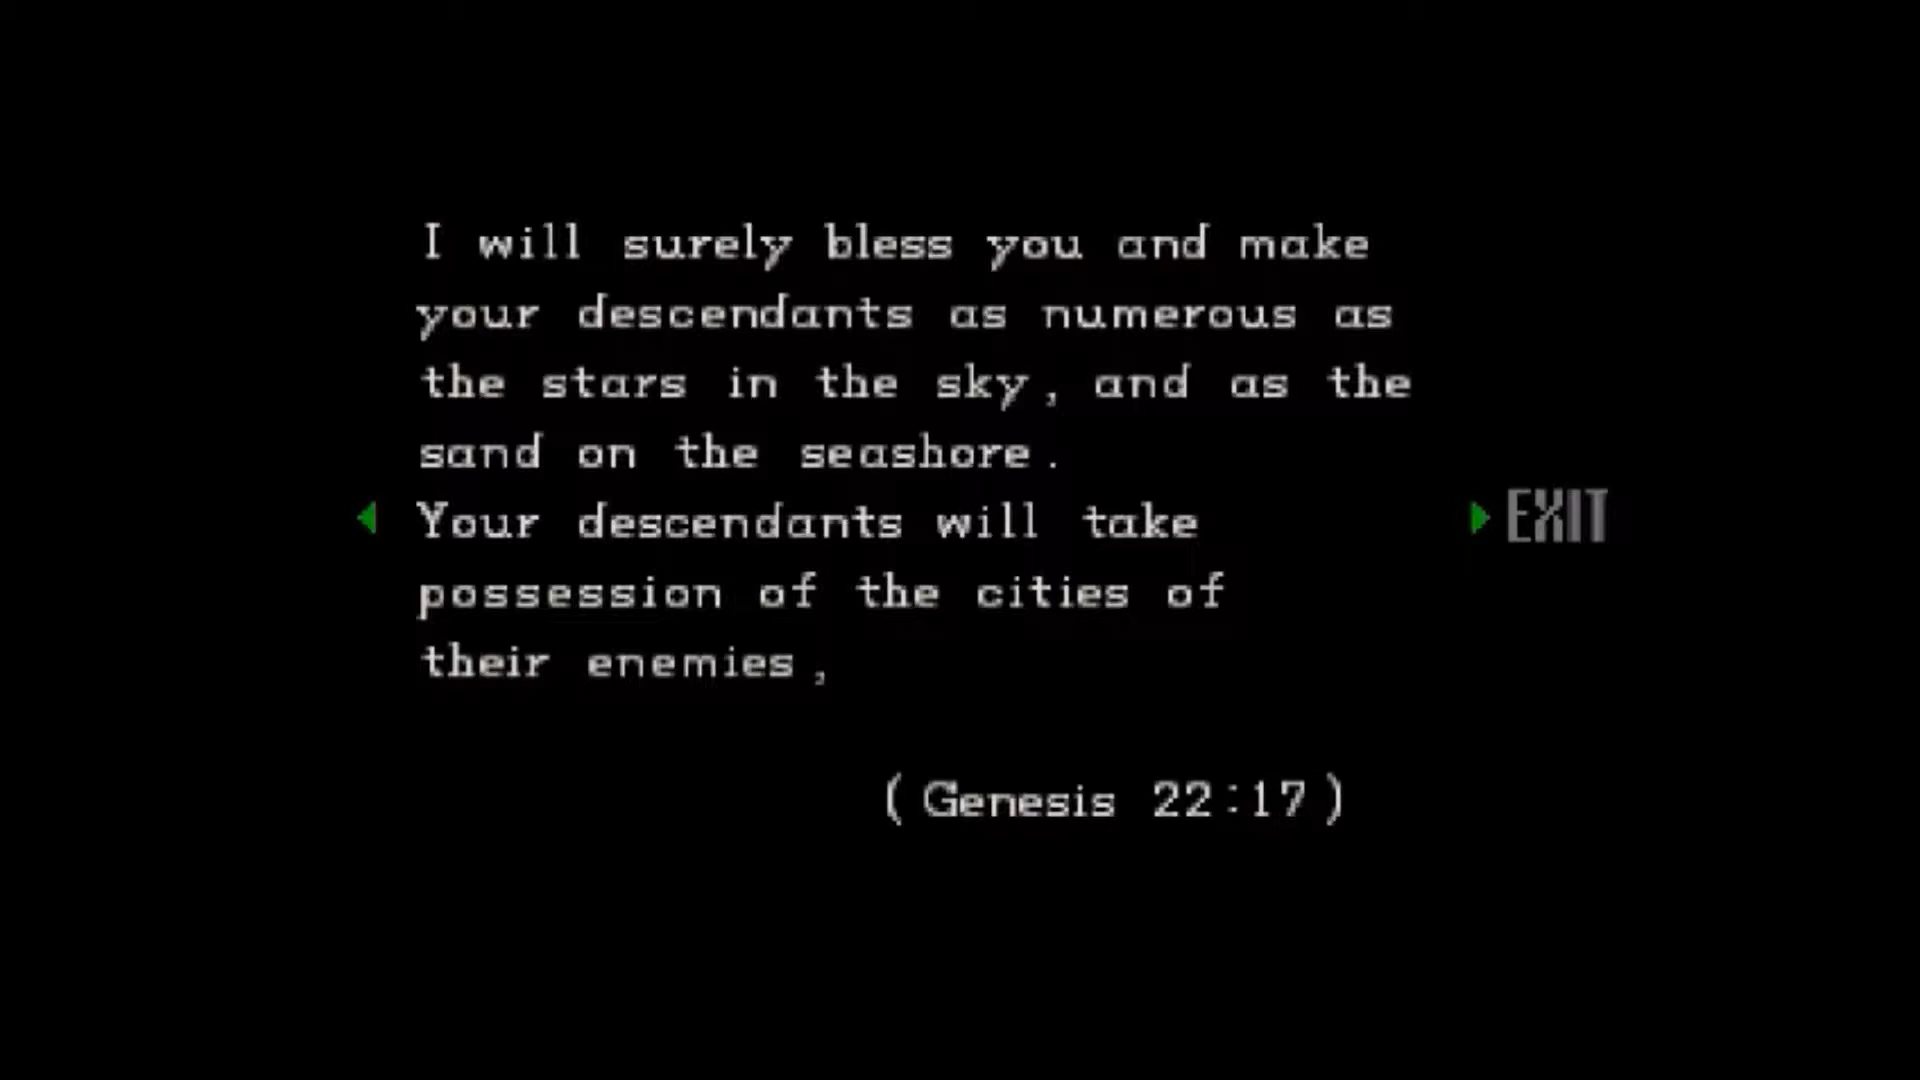 I will surely bless you and make
your descendants as numerous as
the stars in the sky, and as the
sand on the seashore.
Your descendants will take
possession of the cities of
their enemies,
(Genesis 22:17)
EXIT